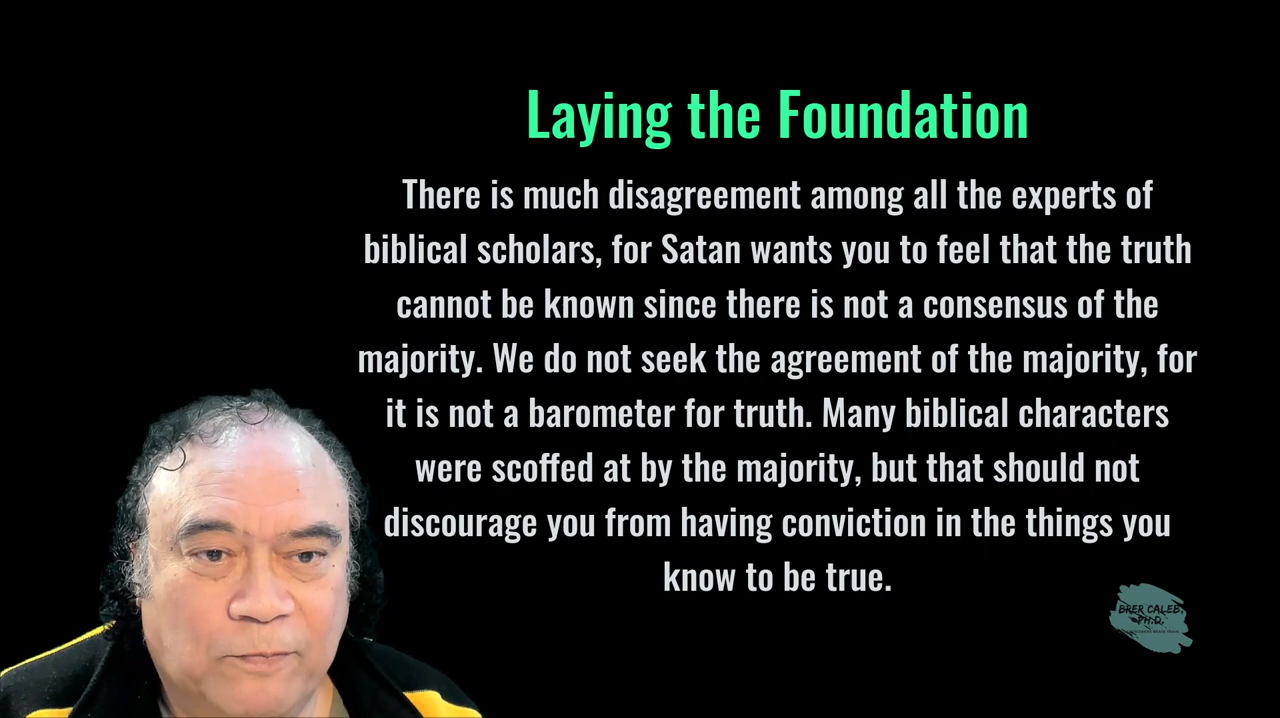 Laying the Foundation
There is much disagreement among all the experts of
biblical scholars, for Satan wants you to feel that the truth
cannot be known since there is not a consensus of the
majority. We do not seek the agreement of the majority, for
it is not a barometer for truth. Many biblical characters
were scoffed at by the majority, but that should not
discourage you from having conviction in the things you
know to be true.
BRER CALEB,
PH.D.